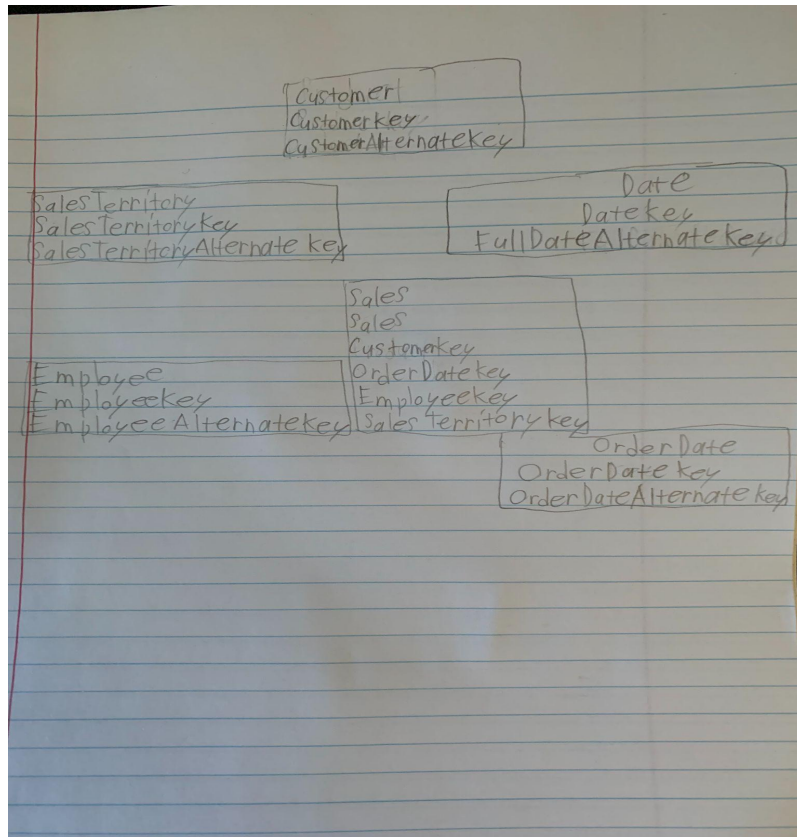 Customer
CustomerKey
CustomerAlternateKey
SalesTerritory
SalesTerritoryKey
SalesTerritoryAlternate Key
Date
DateKey
FullDateAlternateKey
Sales
Sales
CustomerKey
OrderDateKey
EmployeeKey
Sales Territory Key
Employee
EmployeeKey
EmployeeAlternateKey
OrderDate
OrderDate Key
OrderDateAlternate Key